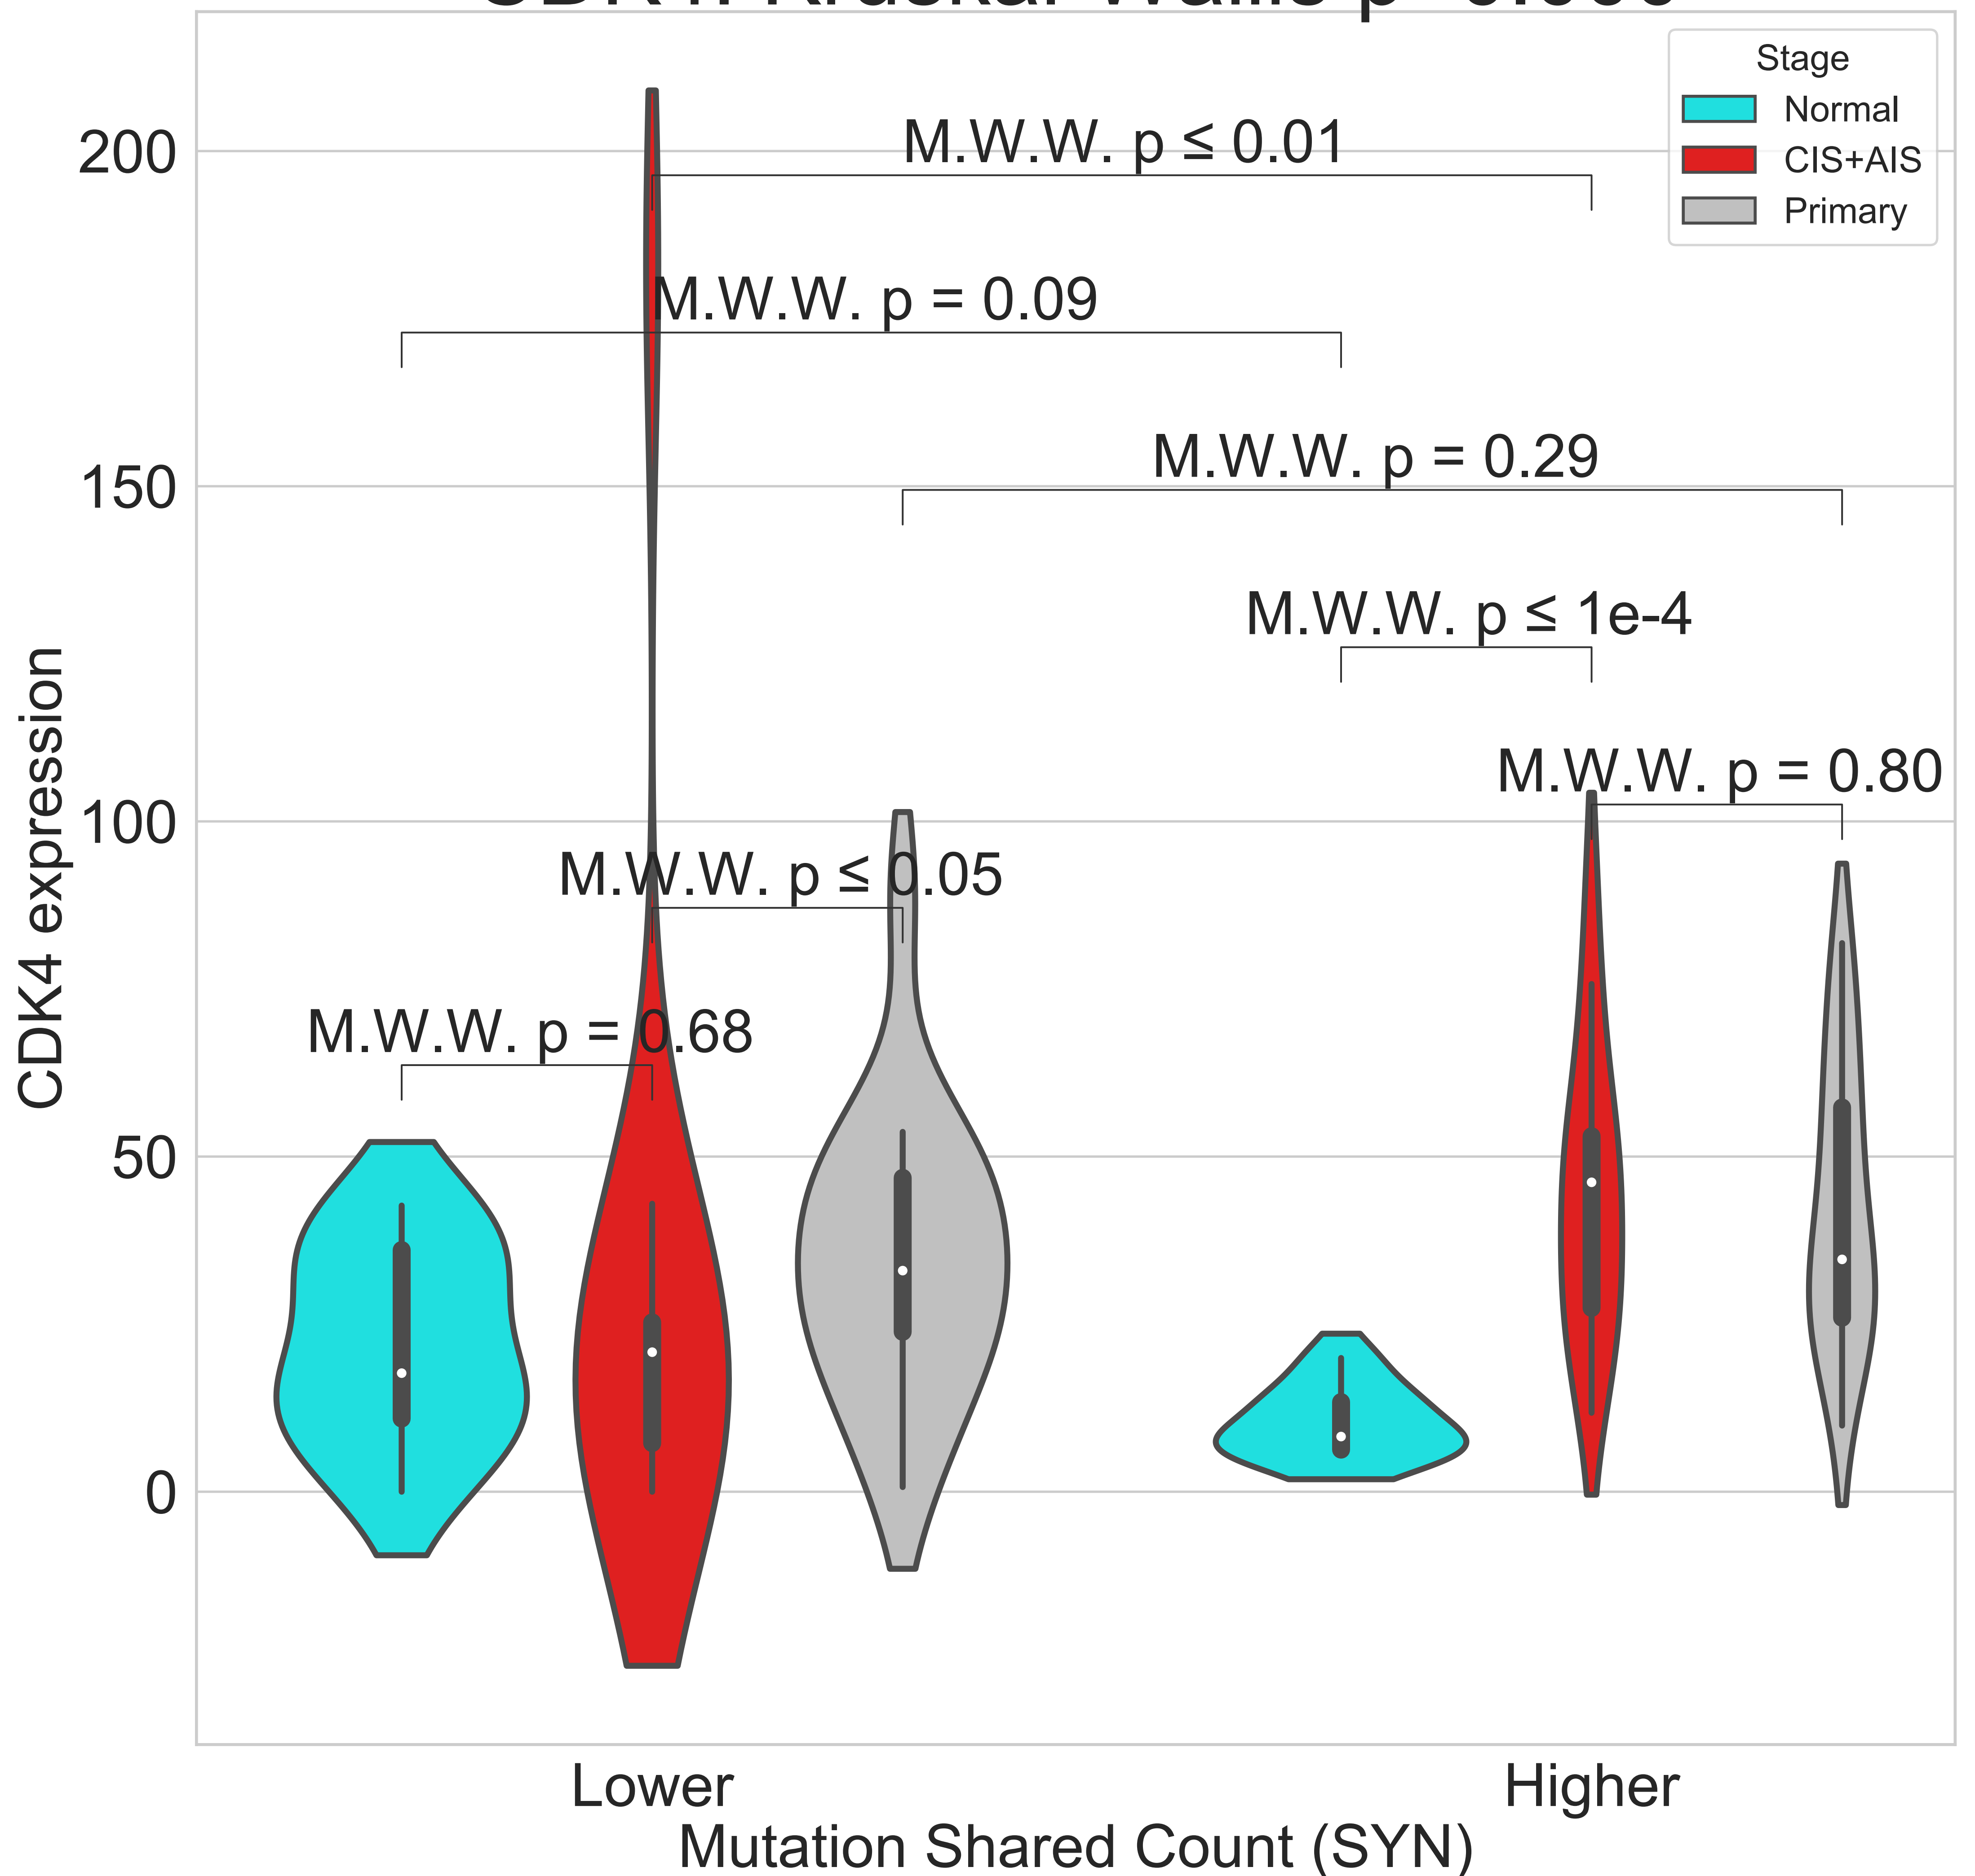 Stage
Normal
CIS+AIS
Primary
200
150
100
50
0
CDK4 expression
M.W.W. p ≤ 0.01
M.W.W. p = 0.09
M.W.W. p = 0.29
M.W.W. p ≤ 1e-4
M.W.W. p = 0.80
M.W.W. p ≤ 0.05
M.W.W. p = 0.68
Lower
Higher
Mutation Shared Count (SYN)